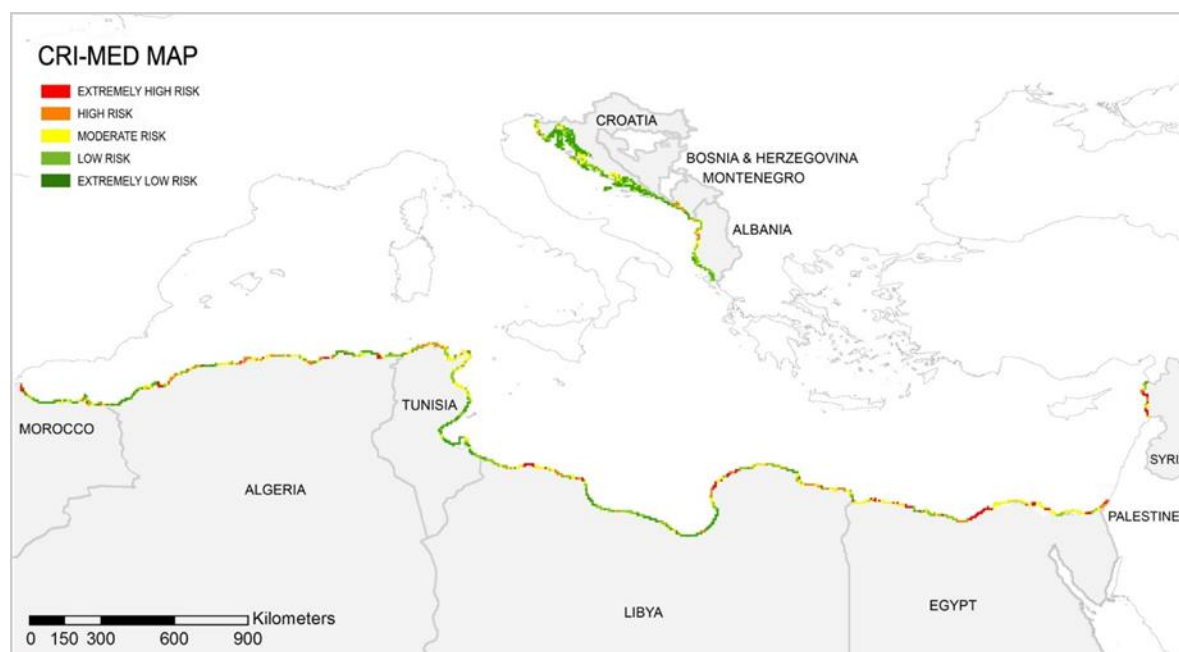 CRI-MED MAP
EXTREMELY HIGH RISK
HIGH RISK
MODERATE RISK
LOW RISK
EXTREMELY LOW RISK
CROATIA
BOSNIA & HERZEGOVINA
MONTENEGRO
ALBANIA
MOROCCO
TUNISIA
ALGERIA
SYRI
PALESTINE
LIBYA
EGYPT
Kilometers
0 150 300 600 900